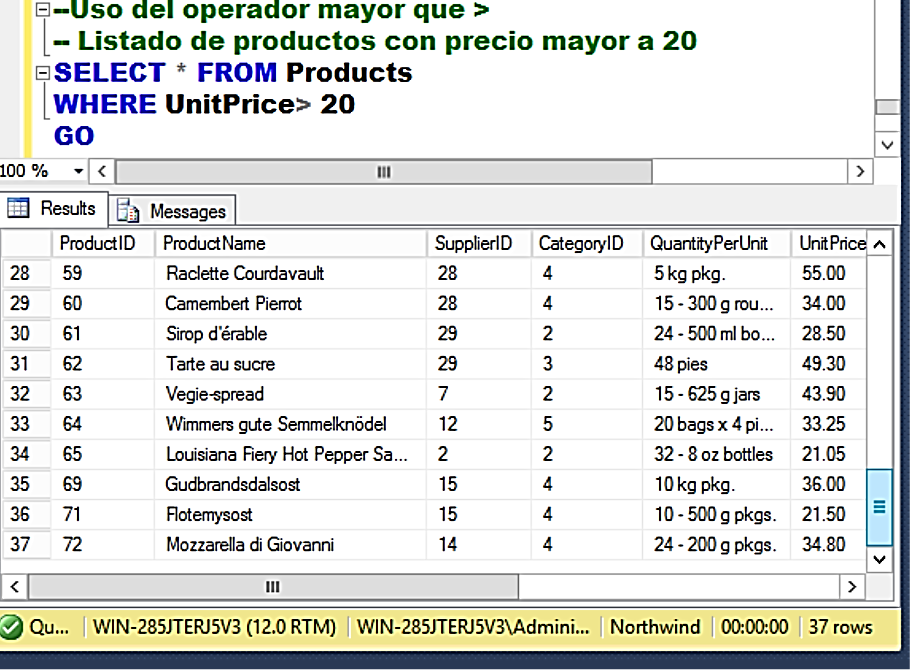 --Uso del operador mayor que >
-- Listado de productos con precio mayor a 20
SELECT * FROM Products
WHERE UnitPrice> 20
GO
100 %
Results Messages
ProductID ProductName SupplierID CategoryID QuantityPerUnit UnitPrice
28 59 Raclette Courdavault 28 4 5 kg pkg. 55.00
29 60 Camembert Pierrot 28 4 15 - 300 g rou... 34.00
30 61 Sirop d'érable 29 2 24 - 500 ml bo... 28.50
31 62 Tarte au sucre 29 3 48 pies 49.30
32 63 Vegie-spread 7 2 15 - 625 g jars 43.90
33 64 Wimmers gute Semmelknödel 12 5 20 bags x 4 pi... 33.25
34 65 Louisiana Fiery Hot Pepper Sa... 2 2 32 - 8 oz bottles 21.05
35 69 Gudbrandsdalsost 15 4 10 kg pkg. 36.00
36 71 Flotemysost 15 4 10 - 500 g pkgs. 21.50
37 72 Mozzarella di Giovanni 14 4 24 - 200 g pkgs. 34.80
Qu... WIN-285JTERJ5V3 (12.0 RTM) WIN-285JTERJ5V3\Admini... Northwind 00:00:00 37 rows